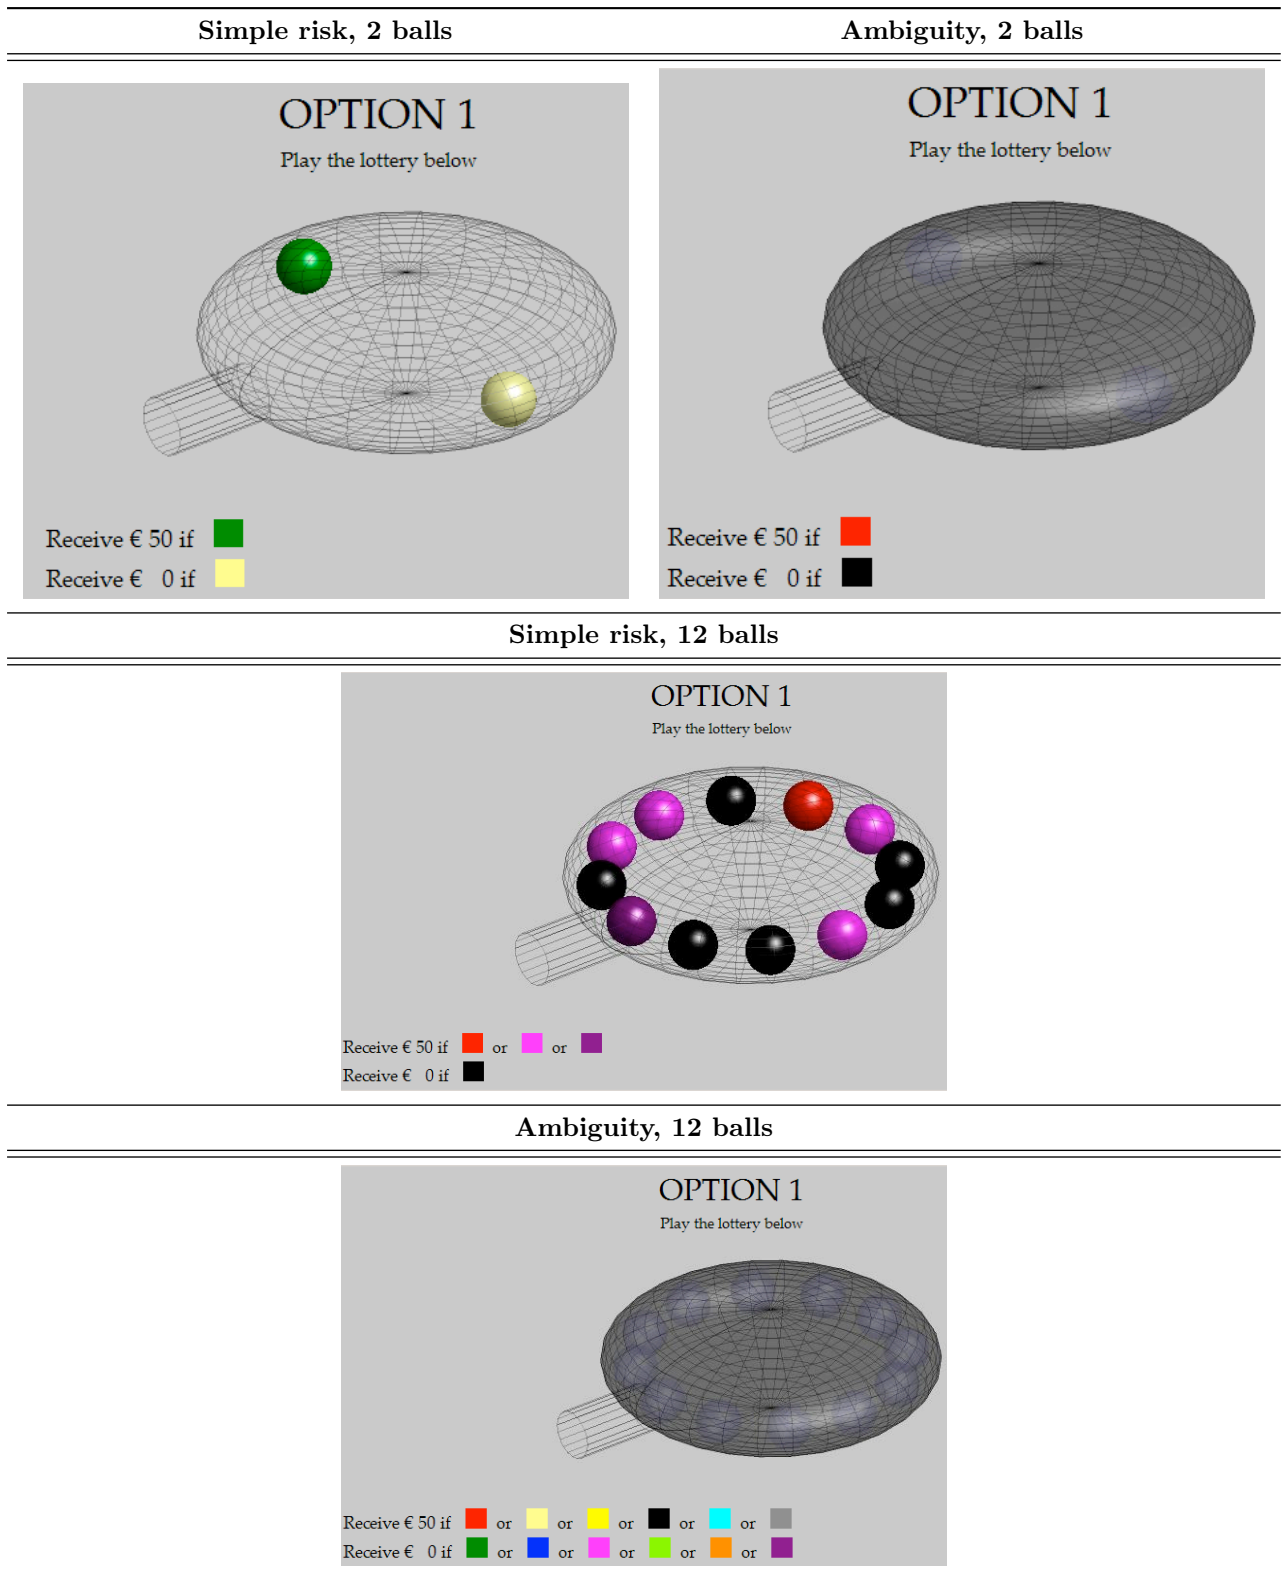 Simple risk, 2 balls
Ambiguity, 2 balls
OPTION 1
Play the lottery below
Receive € 50 if
Receive € 0 if
OPTION 1
Play the lottery below
Receive € 50 if
Receive € 0 if
Simple risk, 12 balls
OPTION 1
Play the lottery below
Receive € 50 if or or
Receive € 0 if
Ambiguity, 12 balls
OPTION 1
Play the lottery below
Receive € 50 if or or or or or
Receive € 0 if or or or or or